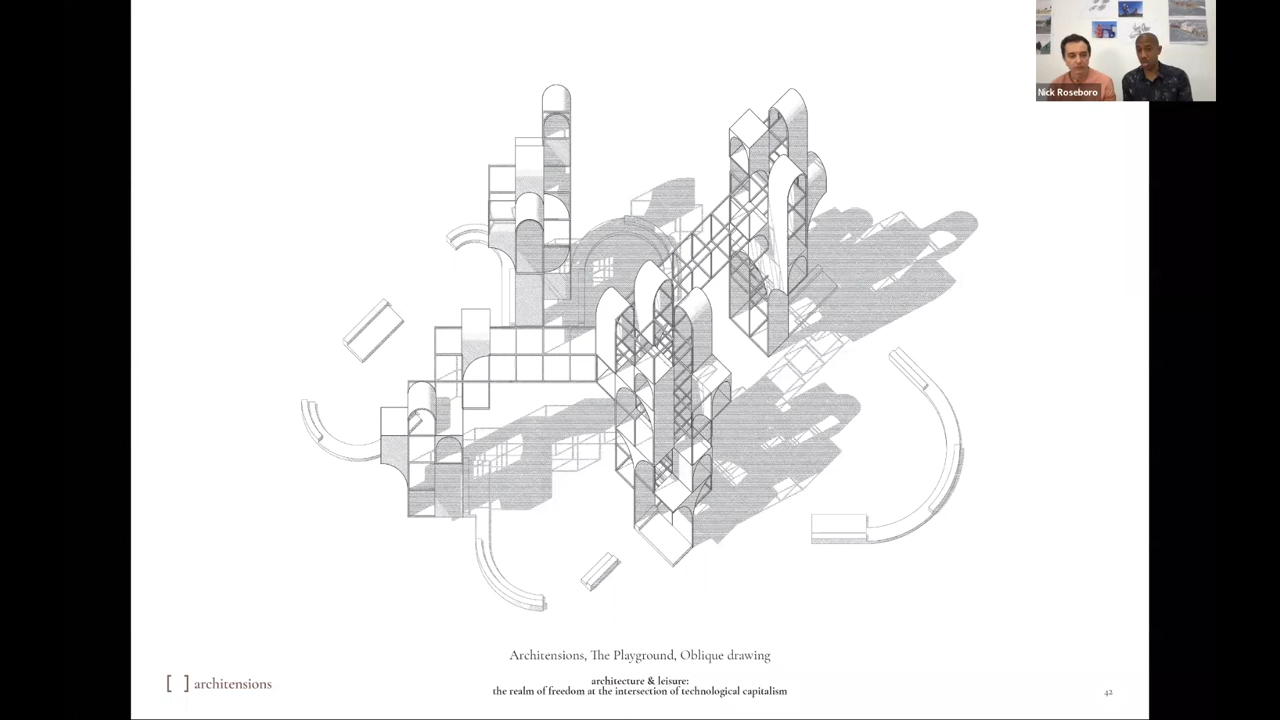 Nick Roseboro
Architensions, The Playground, Oblique drawing
[ ] architensions
architecture & leisure:
the realm of freedom at the intersection of technological capitalism
42